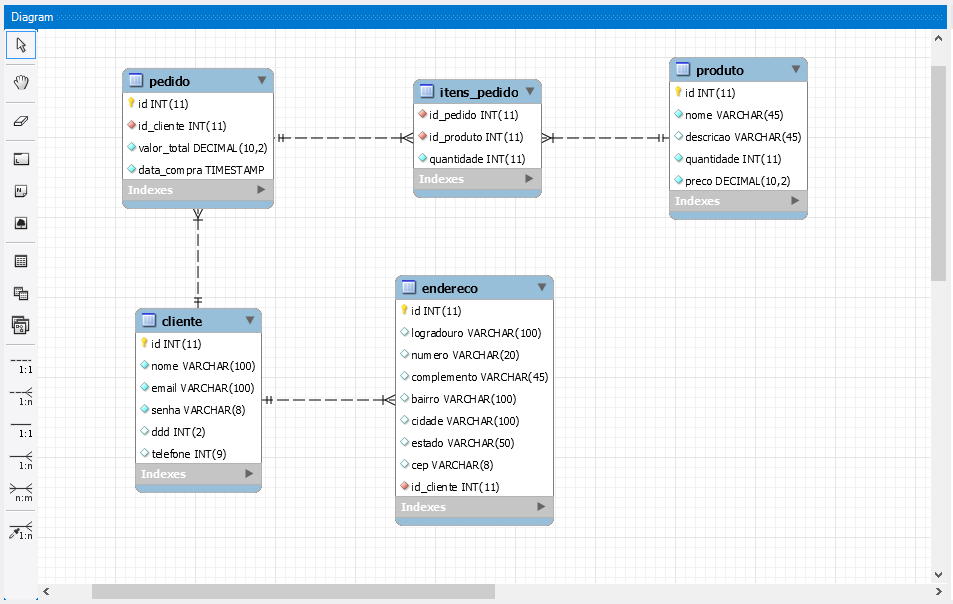 Diagram
pedido
id INT(11)
id_cliente INT(11)
valor_total DECIMAL(10,2)
data_compra TIMESTAMP
Indexes
itens_pedido
id_pedido INT(11)
id_produto INT(11)
quantidade INT(11)
Indexes
produto
id INT(11)
nome VARCHAR(45)
descricao VARCHAR(45)
quantidade INT(11)
preco DECIMAL(10,2)
Indexes
cliente
id INT(11)
nome VARCHAR(100)
email VARCHAR(100)
senha VARCHAR(8)
ddd INT(2)
telefone INT(9)
Indexes
endereco
id INT(11)
logradouro VARCHAR(100)
numero VARCHAR(20)
complemento VARCHAR(45)
bairro VARCHAR(100)
cidade VARCHAR(100)
estado VARCHAR(50)
cep VARCHAR(8)
id_cliente INT(11)
Indexes
1:1
1:n
1:1
1:n
n:m
1:n